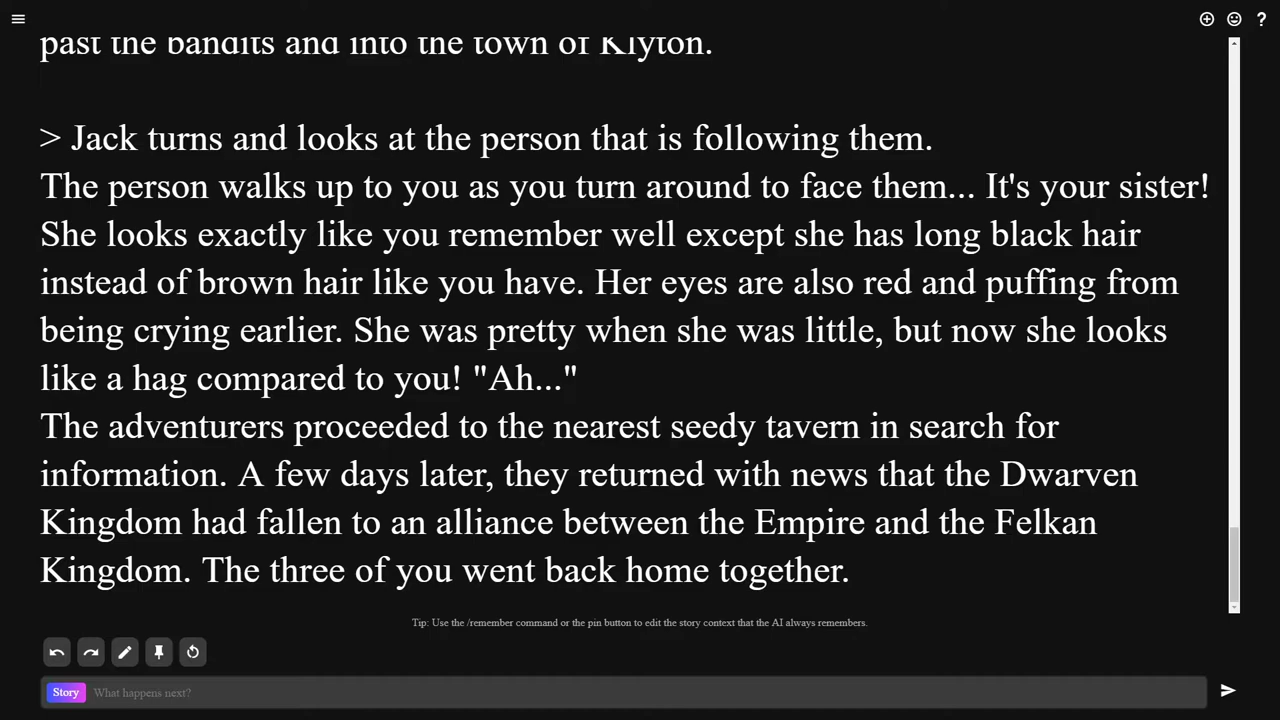 past the bandits and into the town of Klyton.
> Jack turns and looks at the person that is following them.
The person walks up to you as you turn around to face them... It's your sister!
She looks exactly like you remember well except she has long black hair
instead of brown hair like you have. Her eyes are also red and puffing from
being crying earlier. She was pretty when she was little, but now she looks
like a hag compared to you! "Ah..."
The adventurers proceeded to the nearest seedy tavern in search for
information. A few days later, they returned with news that the Dwarven
Kingdom had fallen to an alliance between the Empire and the Felkan
Kingdom. The three of you went back home together.
Tip: Use the /remember command or the pin button to edit the story context that the AI always remembers.
Story What happens next?